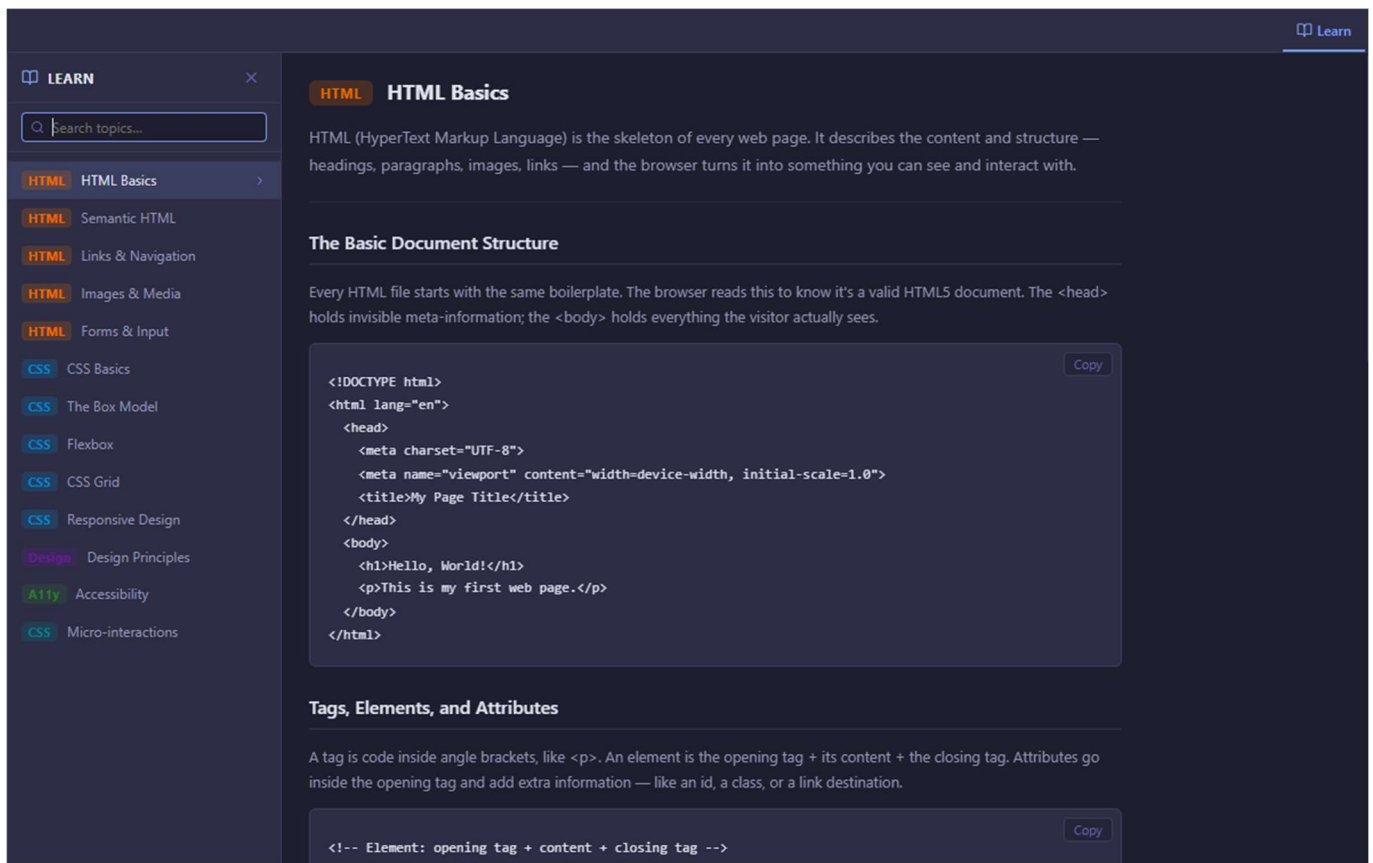 Learn
LEARN
Search topics...
HTML HTML Basics
HTML Semantic HTML
HTML Links & Navigation
HTML Images & Media
HTML Forms & Input
CSS CSS Basics
CSS The Box Model
CSS Flexbox
CSS CSS Grid
CSS Responsive Design
Design Design Principles
A11y Accessibility
CSS Micro-interactions
HTML HTML Basics
HTML (HyperText Markup Language) is the skeleton of every web page. It describes the content and structure —
headings, paragraphs, images, links — and the browser turns it into something you can see and interact with.
The Basic Document Structure
Every HTML file starts with the same boilerplate. The browser reads this to know it's a valid HTML5 document. The <head>
holds invisible meta-information; the <body> holds everything the visitor actually sees.
Copy
<!DOCTYPE html>
<html lang="en">
  <head>
    <meta charset="UTF-8">
    <meta name="viewport" content="width=device-width, initial-scale=1.0">
    <title>My Page Title</title>
  </head>
  <body>
    <h1>Hello, World!</h1>
    <p>This is my first web page.</p>
  </body>
</html>
Tags, Elements, and Attributes
A tag is code inside angle brackets, like <p>. An element is the opening tag + its content + the closing tag. Attributes go
inside the opening tag and add extra information — like an id, a class, or a link destination.
Copy
<!-- Element: opening tag + content + closing tag -->